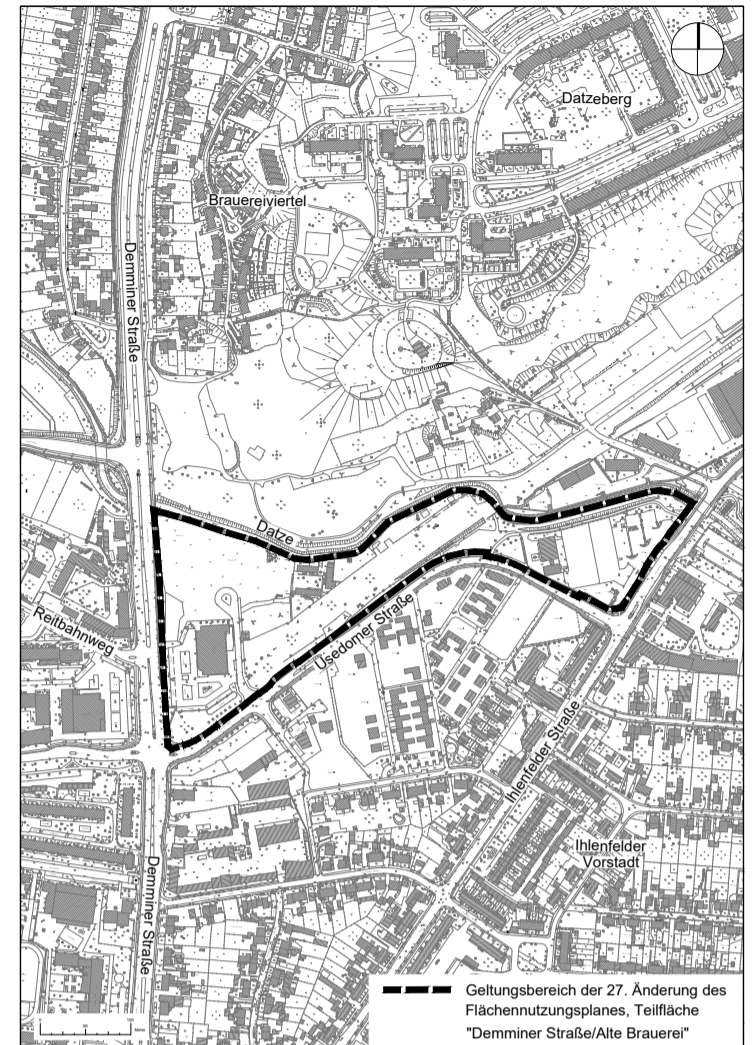 Datzeberg
Brauereiviertel
Demminer Straße
Datze
Reitbahnweg
Usedomer Straße
Ihlenfelder Straße
Ihlenfelder
Vorstadt
Demminer Straße
Geltungsbereich der 27. Änderung des
Flächennutzungsplanes, Teilfläche
"Demminer Straße/Alte Brauerei"